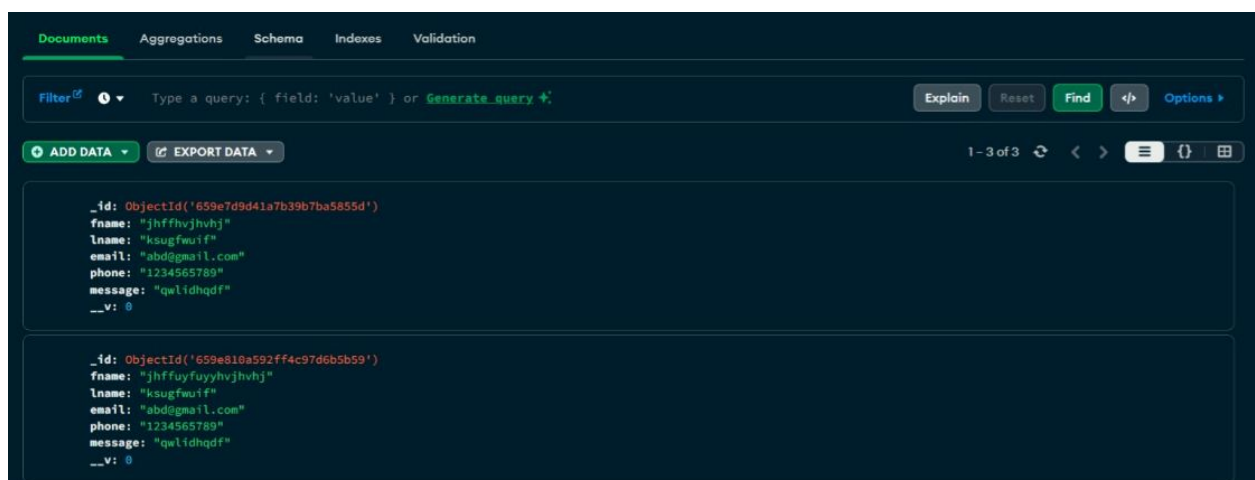 Documents Aggregations Schema Indexes Validation
Filter Type a query: { field: 'value' } or Generate query Explain Reset Find </> Options
ADD DATA EXPORT DATA 1 – 3 of 3 {}
_id: ObjectId('659e7d9d41a7b39b7ba5855d')
fname: "jhffhvjhvhj"
lname: "ksugfwuif"
email: "abd@gmail.com"
phone: "1234565789"
message: "qwlidhqdf"
__v: 0
_id: ObjectId('659e810a592ff4c97d6b5b59')
fname: "jhffuyfuyyhvjhvhj"
lname: "ksugfwuif"
email: "abd@gmail.com"
phone: "1234565789"
message: "qwlidhqdf"
__v: 0